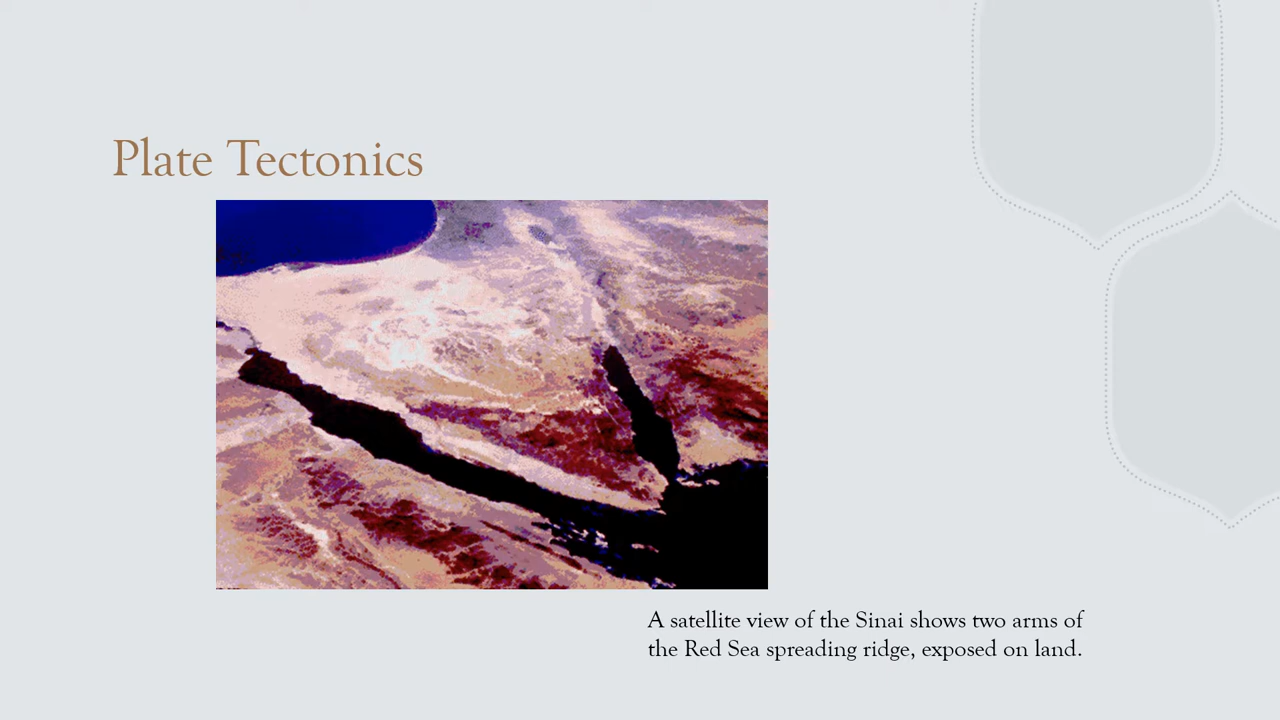 Plate Tectonics
A satellite view of the Sinai shows two arms of
the Red Sea spreading ridge, exposed on land.